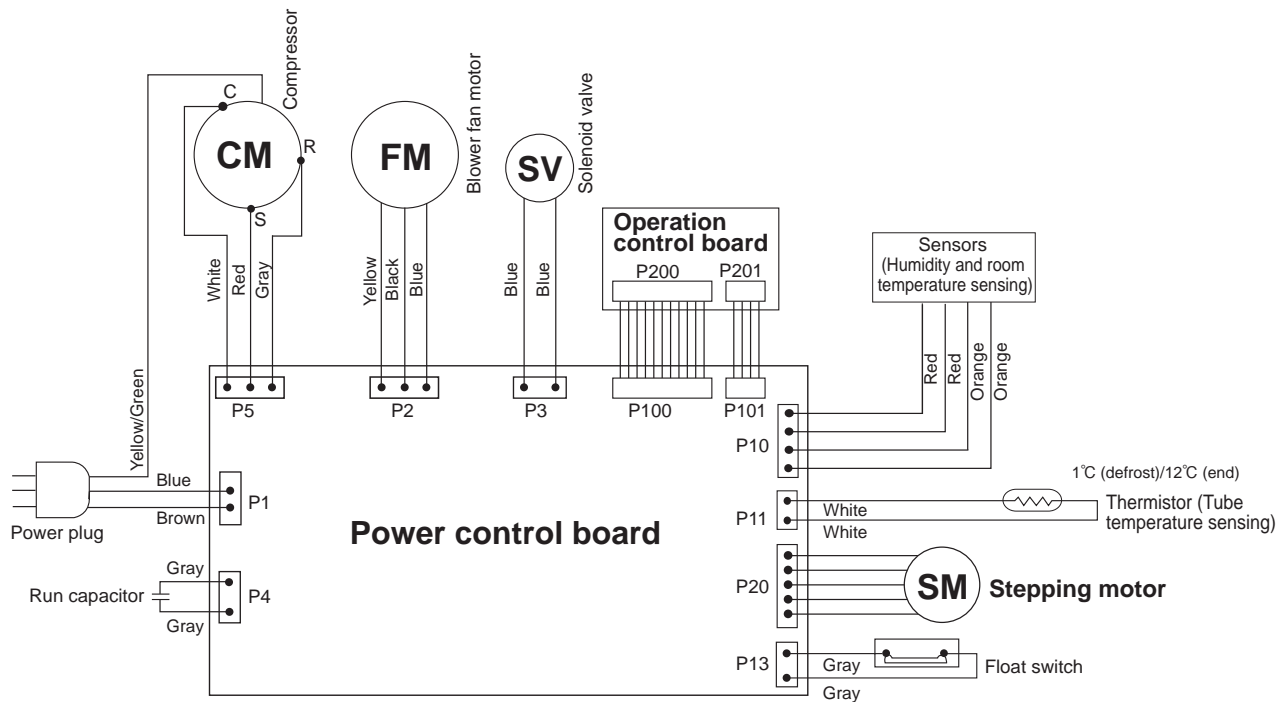 C
Compressor
CM
R
S
White
Red
Gray
FM
Blower fan motor
Yellow
Black
Blue
SV
Solenoid valve
Blue
Blue
Operation
control board
P200
P201
Sensors
(Humidity and room
temperature sensing)
Red
Red
Orange
Orange
Yellow/Green
P5
P2
P3
P100
P101
P10
1℃ (defrost)/12℃ (end)
Blue
P1
Brown
Power plug
Power control board
P11
White
White
Thermistor (Tube
temperature sensing)
Gray
Run capacitor
P4
Gray
P20
SM
Stepping motor
P13
Gray
Float switch
Gray